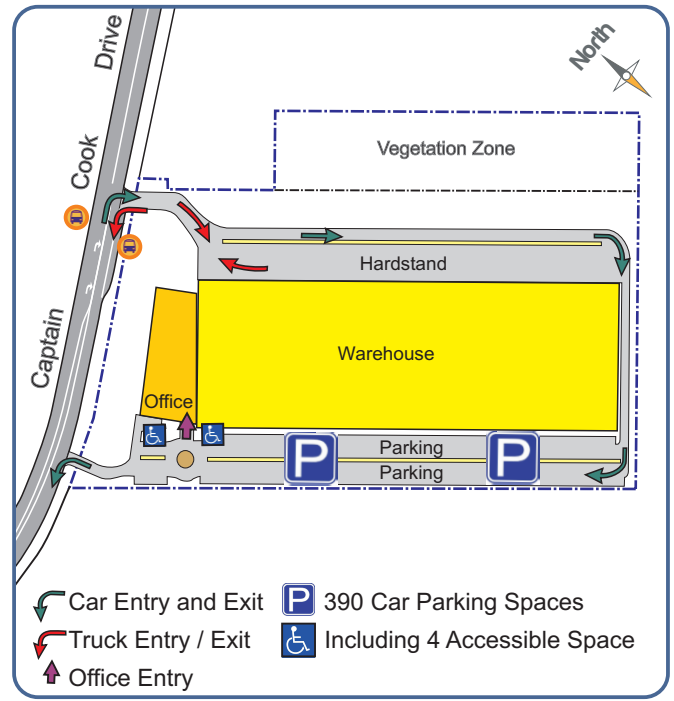 Drive
North
Cook
Vegetation Zone
Hardstand
Captain
Warehouse
Office
P
P
Parking
Parking
Car Entry and Exit
P 390 Car Parking Spaces
Truck Entry / Exit
Including 4 Accessible Space
Office Entry